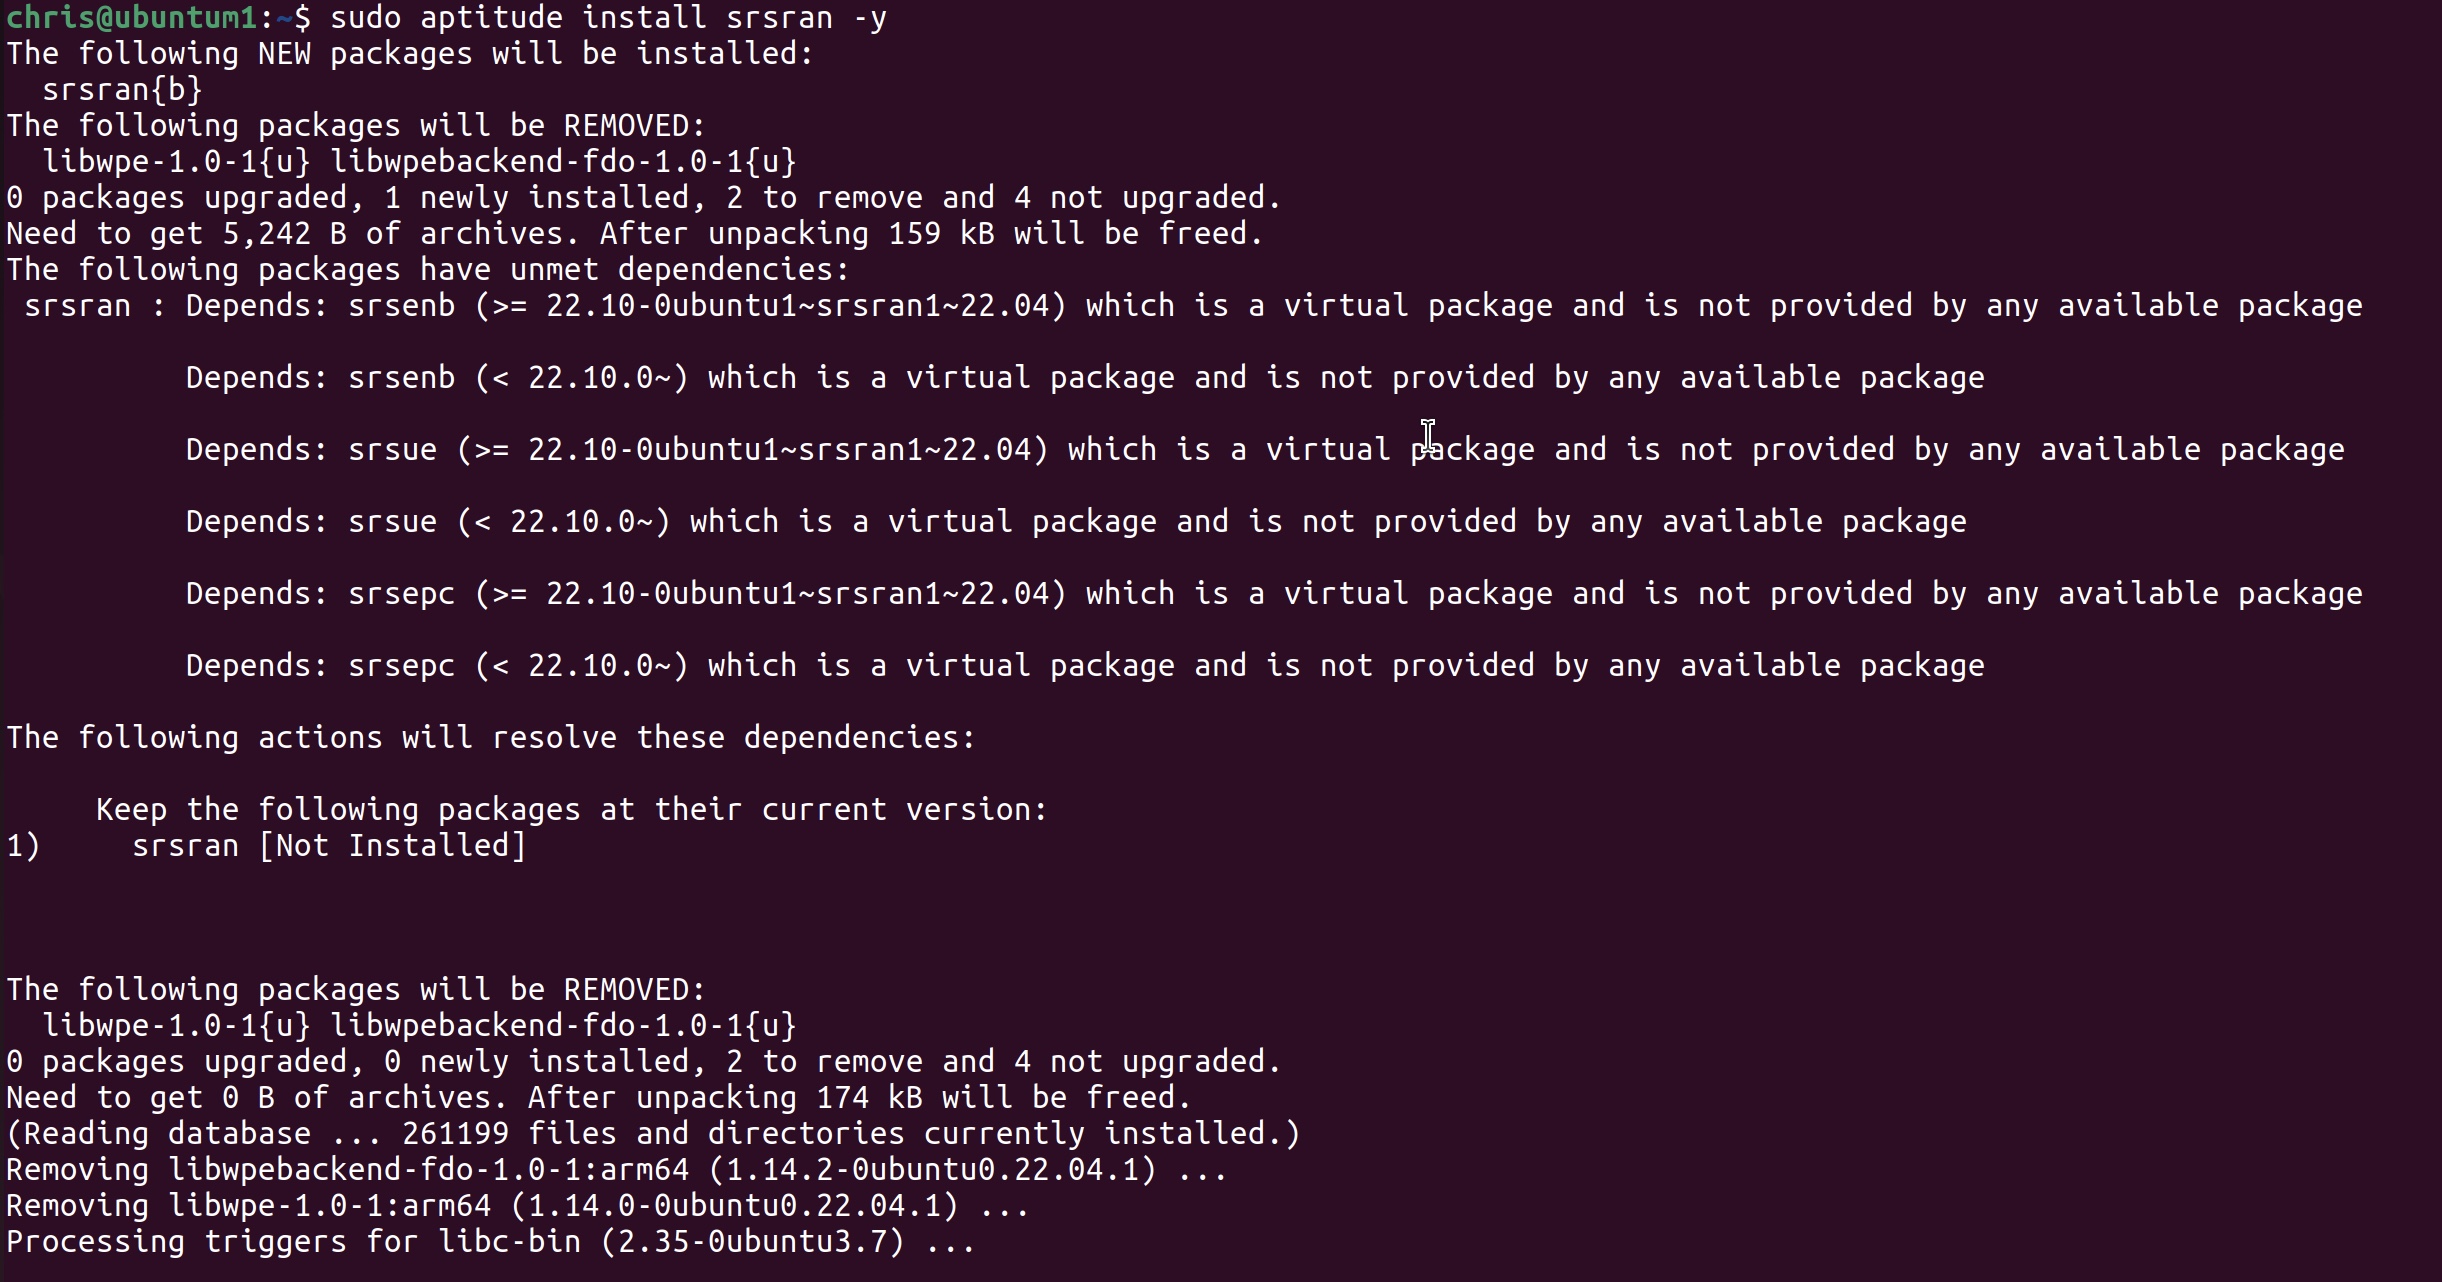 chris@ubuntum1:~$ sudo aptitude install srsran -y
The following NEW packages will be installed:
  srsran{b}
The following packages will be REMOVED:
  libwpe-1.0-1{u} libwpebackend-fdo-1.0-1{u}
0 packages upgraded, 1 newly installed, 2 to remove and 4 not upgraded.
Need to get 5,242 B of archives. After unpacking 159 kB will be freed.
The following packages have unmet dependencies:
 srsran : Depends: srsenb (>= 22.10-0ubuntu1~srsran1~22.04) which is a virtual package and is not provided by any available package
          Depends: srsenb (< 22.10.0~) which is a virtual package and is not provided by any available package
          Depends: srsue (>= 22.10-0ubuntu1~srsran1~22.04) which is a virtual package and is not provided by any available package
          Depends: srsue (< 22.10.0~) which is a virtual package and is not provided by any available package
          Depends: srsepc (>= 22.10-0ubuntu1~srsran1~22.04) which is a virtual package and is not provided by any available package
          Depends: srsepc (< 22.10.0~) which is a virtual package and is not provided by any available package
The following actions will resolve these dependencies:
     Keep the following packages at their current version:
1)     srsran [Not Installed]
The following packages will be REMOVED:
  libwpe-1.0-1{u} libwpebackend-fdo-1.0-1{u}
0 packages upgraded, 0 newly installed, 2 to remove and 4 not upgraded.
Need to get 0 B of archives. After unpacking 174 kB will be freed.
(Reading database ... 261199 files and directories currently installed.)
Removing libwpebackend-fdo-1.0-1:arm64 (1.14.2-0ubuntu0.22.04.1) ...
Removing libwpe-1.0-1:arm64 (1.14.0-0ubuntu0.22.04.1) ...
Processing triggers for libc-bin (2.35-0ubuntu3.7) ...